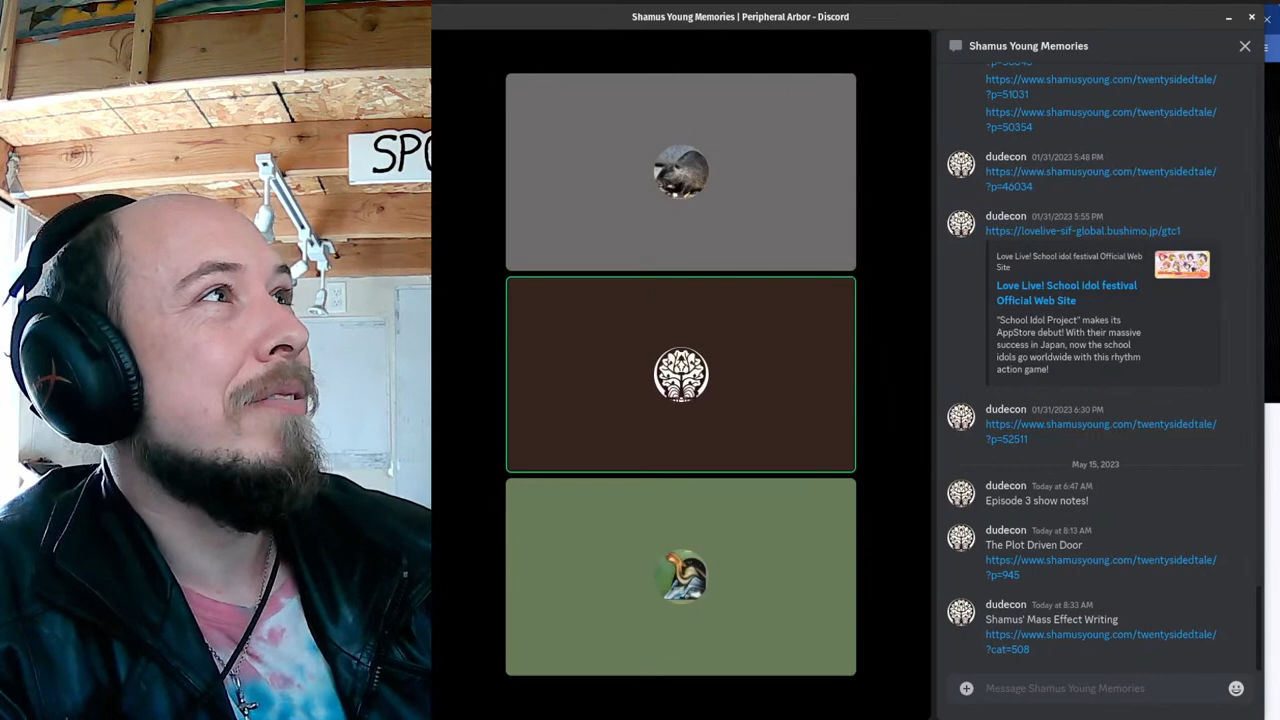 SPO
Shamus Young Memories | Peripheral Arbor - Discord
Shamus Young Memories
https://www.shamusyoung.com/twentysidedtale/
?p=51031
https://www.shamusyoung.com/twentysidedtale/
?p=50354
dudecon 01/31/2023 5:48 PM
https://www.shamusyoung.com/twentysidedtale/
?p=46034
dudecon 01/31/2023 5:55 PM
https://lovelive-sif-global.bushimo.jp/gtc1
Love Live! School idol festival Official Web
Site
Love Live! School idol festival
Official Web Site
"School Idol Project" makes its
AppStore debut! With their massive
success in Japan, now the school
idols go worldwide with this rhythm
action game!
dudecon 01/31/2023 6:30 PM
https://www.shamusyoung.com/twentysidedtale/
?p=52511
May 15, 2023
dudecon Today at 6:47 AM
Episode 3 show notes!
dudecon Today at 8:13 AM
The Plot Driven Door
https://www.shamusyoung.com/twentysidedtale/
?p=945
dudecon Today at 8:33 AM
Shamus' Mass Effect Writing
https://www.shamusyoung.com/twentysidedtale/
?cat=508
Message Shamus Young Memories